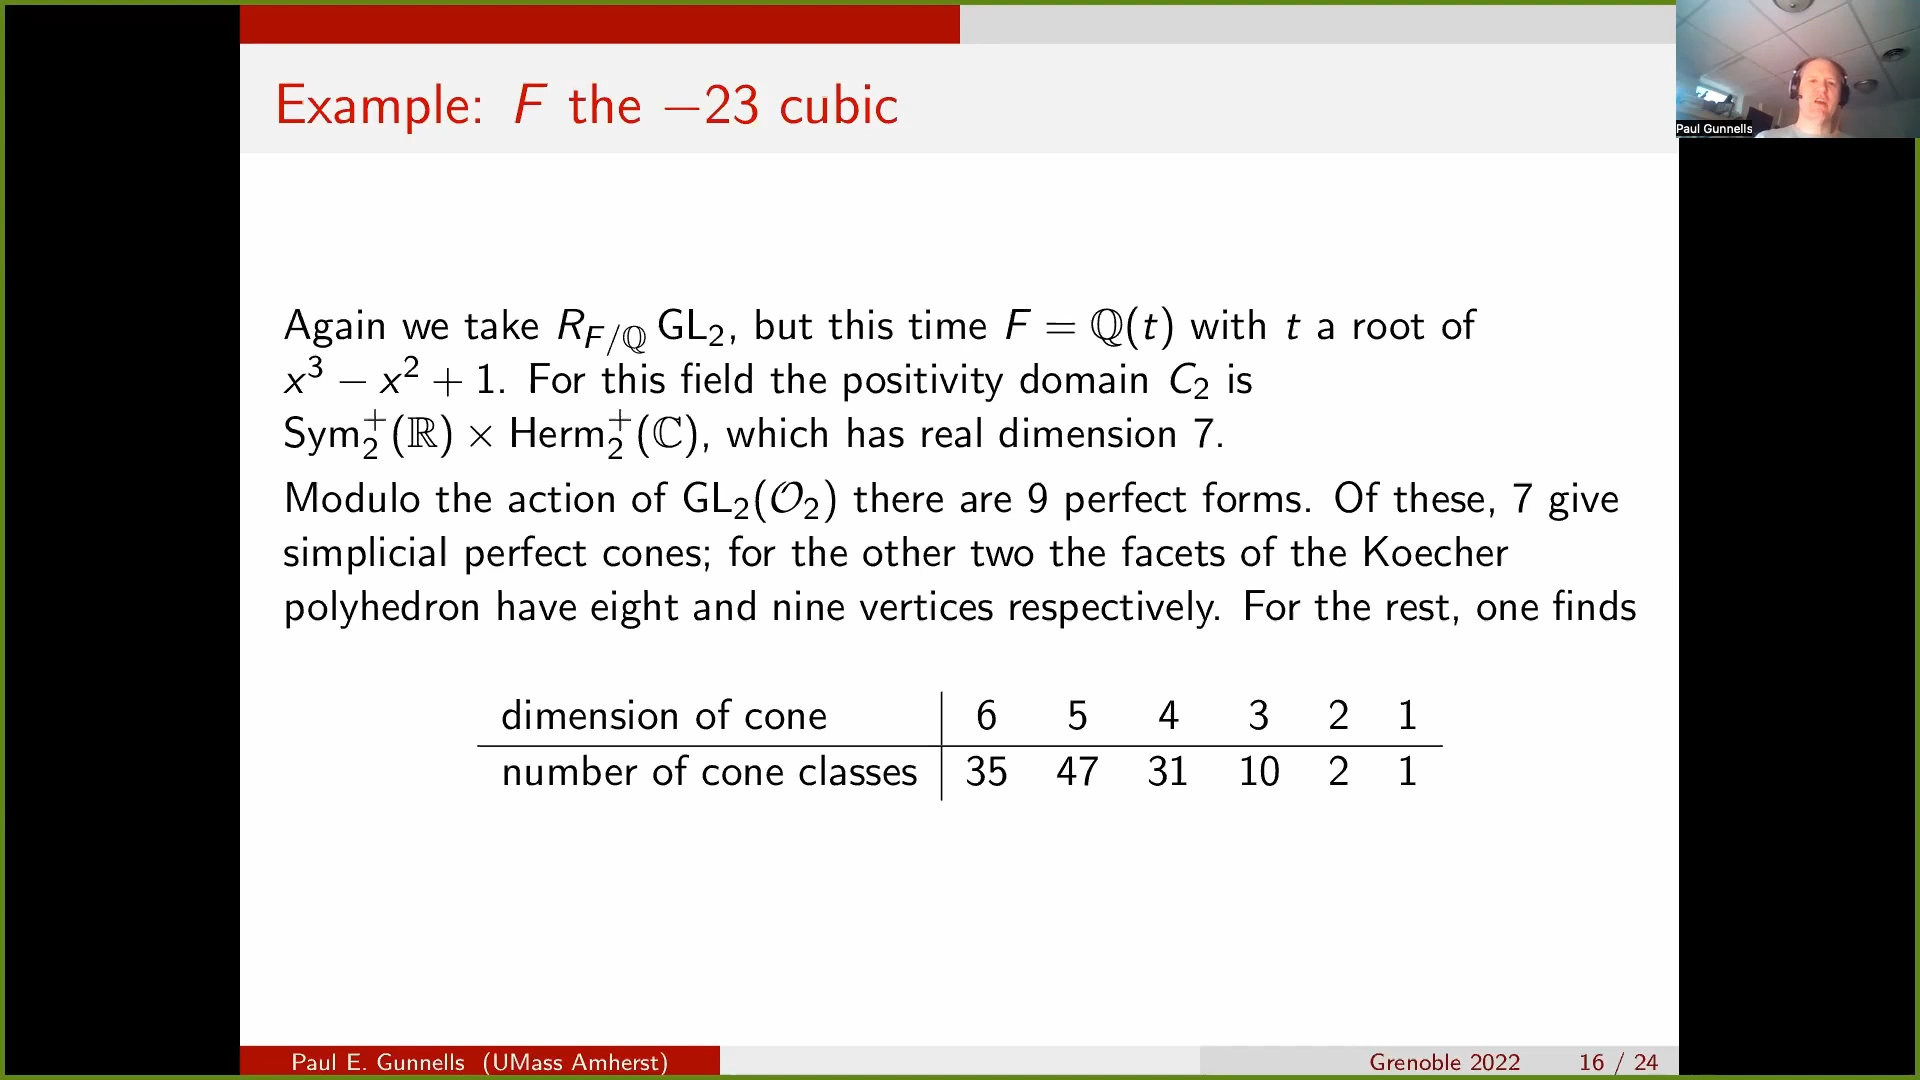 Example: F the −23 cubic
Paul Gunnells
Again we take R_{F/ℚ} GL₂, but this time F = ℚ(t) with t a root of
x³ − x² + 1. For this field the positivity domain C₂ is
Sym₂⁺(ℝ) × Herm₂⁺(ℂ), which has real dimension 7.
Modulo the action of GL₂(𝒪₂) there are 9 perfect forms. Of these, 7 give
simplicial perfect cones; for the other two the facets of the Koecher
polyhedron have eight and nine vertices respectively. For the rest, one finds
dimension of cone 6 5 4 3 2 1
number of cone classes 35 47 31 10 2 1
Paul E. Gunnells (UMass Amherst) Grenoble 2022 16 / 24